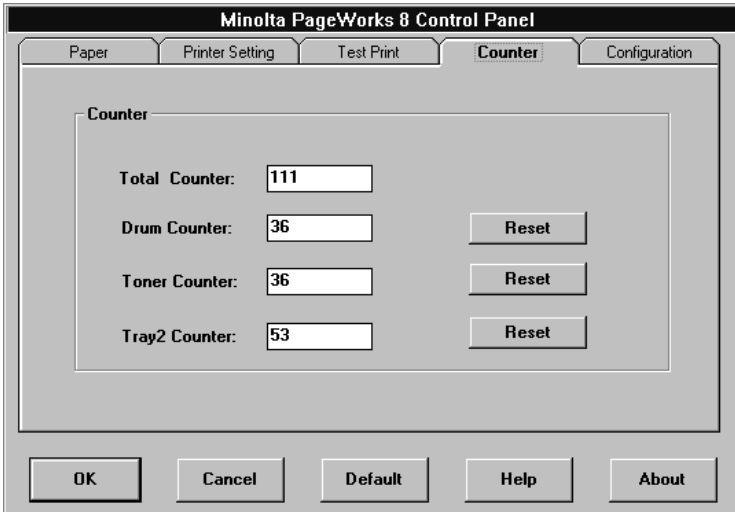 Minolta PageWorks 8 Control Panel
Paper Printer Setting Test Print Counter Configuration
Counter
Total Counter: 111
Drum Counter: 36 Reset
Toner Counter: 36 Reset
Tray2 Counter: 53 Reset
OK Cancel Default Help About